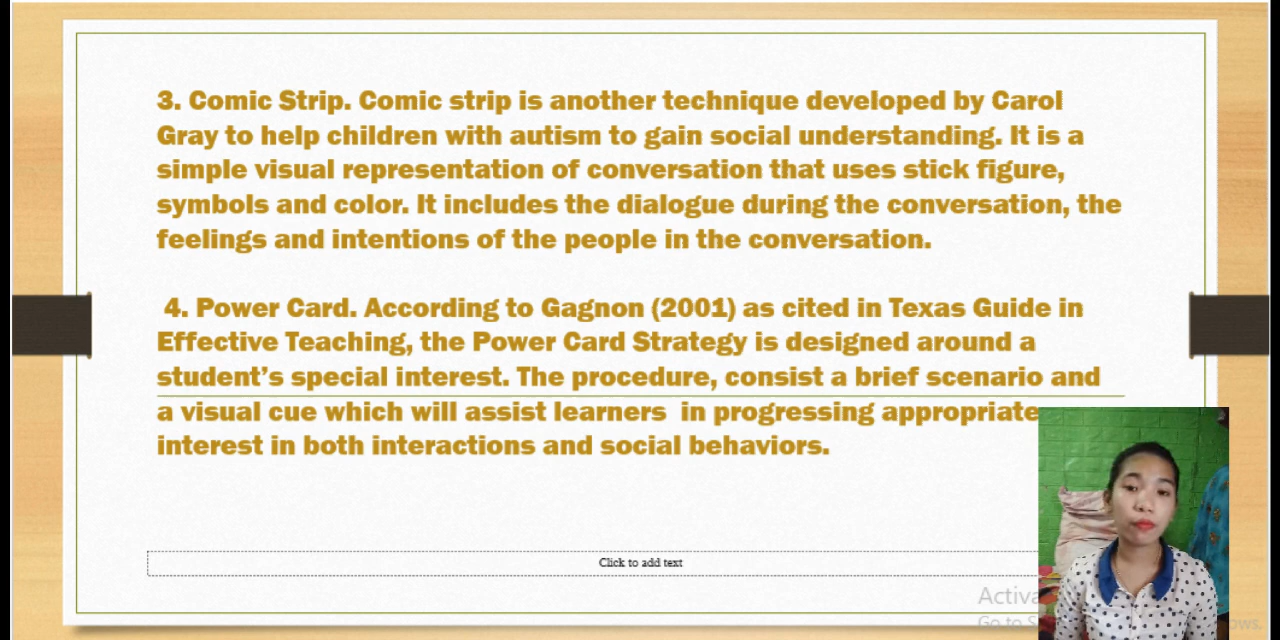 3. Comic Strip. Comic strip is another technique developed by Carol
Gray to help children with autism to gain social understanding. It is a
simple visual representation of conversation that uses stick figure,
symbols and color. It includes the dialogue during the conversation, the
feelings and intentions of the people in the conversation.
4. Power Card. According to Gagnon (2001) as cited in Texas Guide in
Effective Teaching, the Power Card Strategy is designed around a
student's special interest. The procedure, consist a brief scenario and
a visual cue which will assist learners in progressing appropriate
interest in both interactions and social behaviors.
Click to add text
Go to